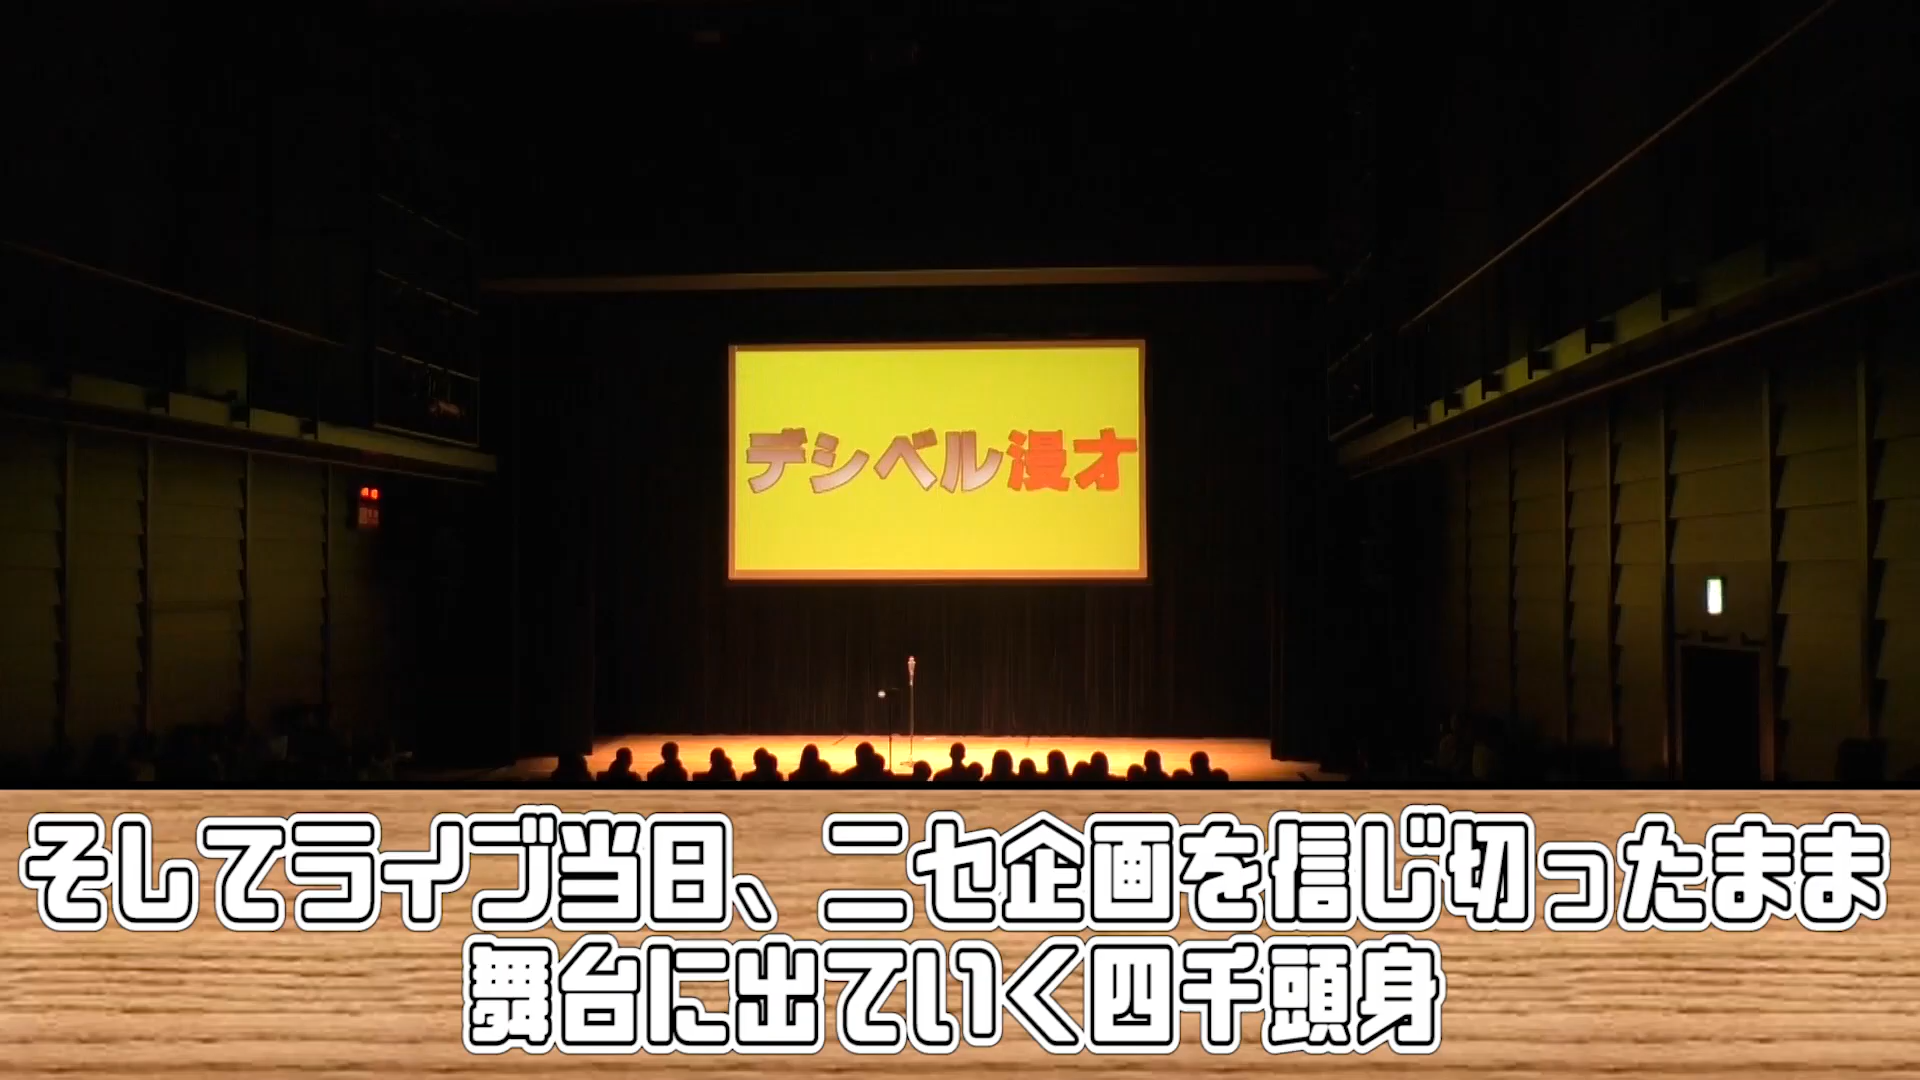 デシベル漫才
そしてライブ当日、ニセ企画を信じ切ったまま
舞台に出ていく四千頭身